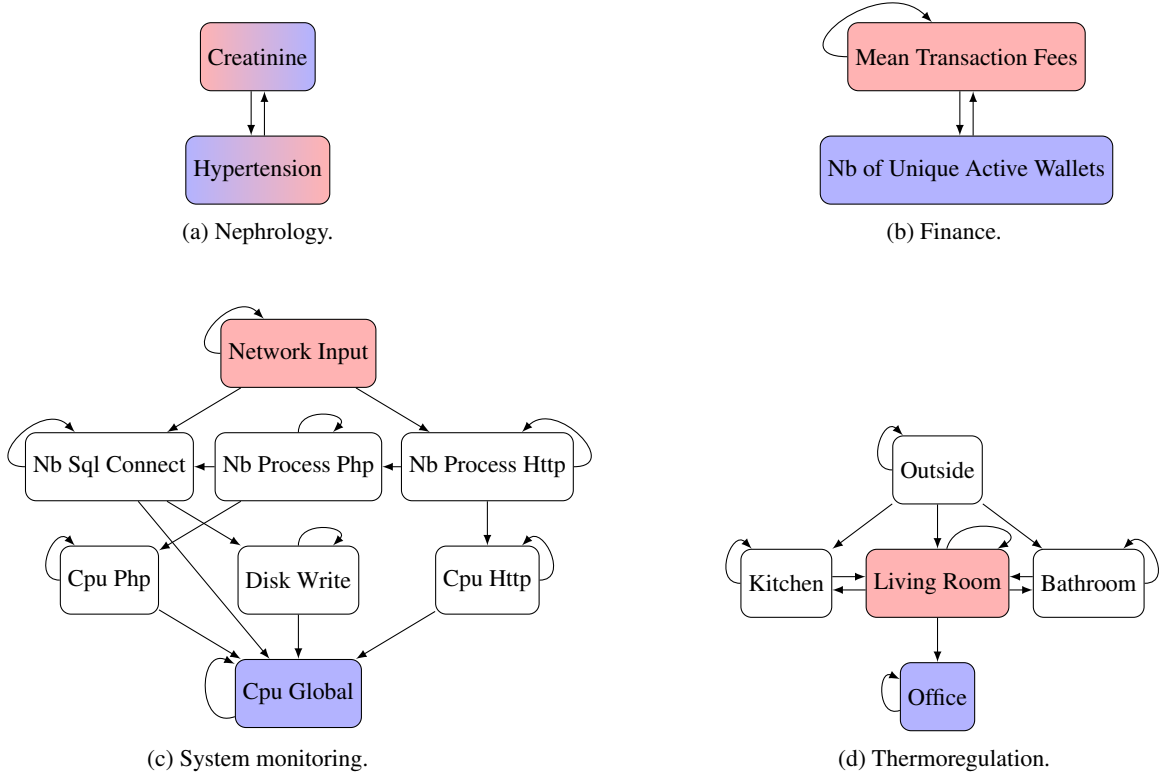 Creatinine
Hypertension
(a) Nephrology.
Mean Transaction Fees
Nb of Unique Active Wallets
(b) Finance.
Network Input
Nb Sql Connect
Nb Process Php
Nb Process Http
Cpu Php
Disk Write
Cpu Http
Cpu Global
(c) System monitoring.
Outside
Kitchen
Living Room
Bathroom
Office
(d) Thermoregulation.